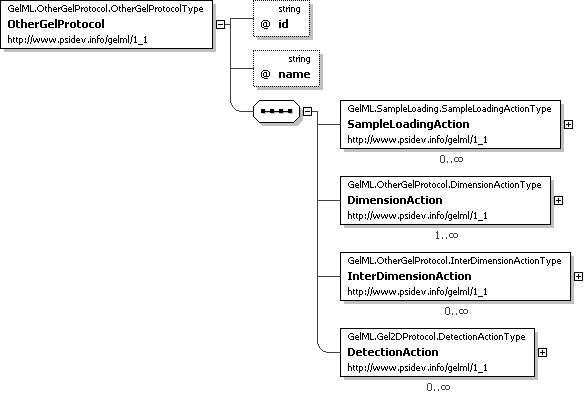 GelML.OtherGelProtocol.OtherGelProtocolType
OtherGelProtocol
http://www.psidev.info/gelml/1_1
string
@ id
string
@ name
GelML.SampleLoading.SampleLoadingActionType
SampleLoadingAction
http://www.psidev.info/gelml/1_1
0..∞
GelML.OtherGelProtocol.DimensionActionType
DimensionAction
http://www.psidev.info/gelml/1_1
1..∞
GelML.OtherGelProtocol.InterDimensionActionType
InterDimensionAction
http://www.psidev.info/gelml/1_1
0..∞
GelML.Gel2DProtocol.DetectionActionType
DetectionAction
http://www.psidev.info/gelml/1_1
0..∞